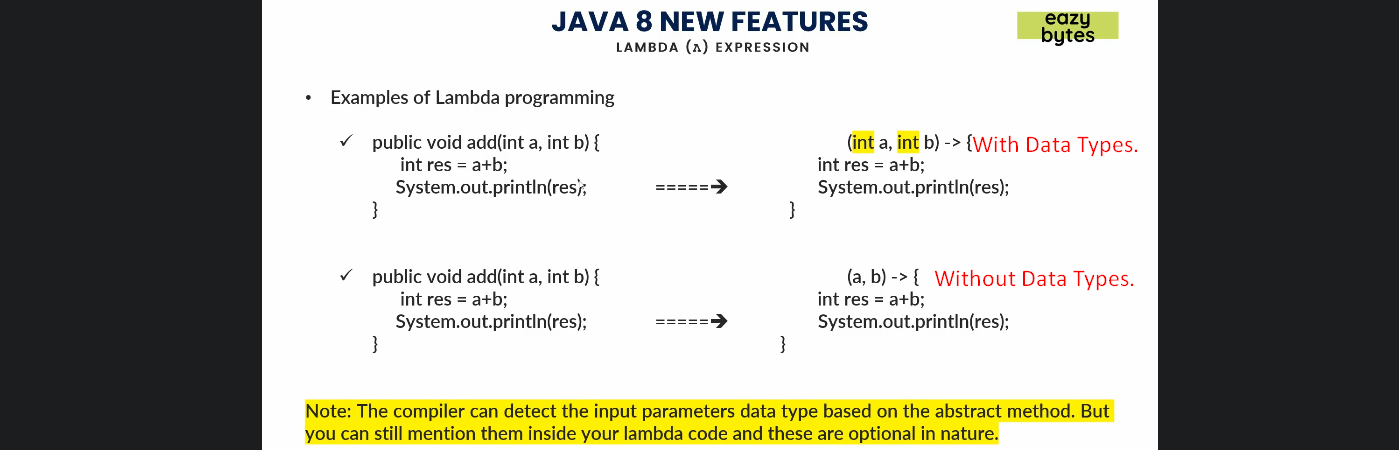 JAVA 8 NEW FEATURES
eazy
bytes
LAMBDA (λ) EXPRESSION
• Examples of Lambda programming
✓ public void add(int a, int b) { (int a, int b) -> { With Data Types.
int res = a+b; int res = a+b;
System.out.println(res); =====➔ System.out.println(res);
} }
✓ public void add(int a, int b) { (a, b) -> { Without Data Types.
int res = a+b; int res = a+b;
System.out.println(res); =====➔ System.out.println(res);
} }
Note: The compiler can detect the input parameters data type based on the abstract method. But
you can still mention them inside your lambda code and these are optional in nature.